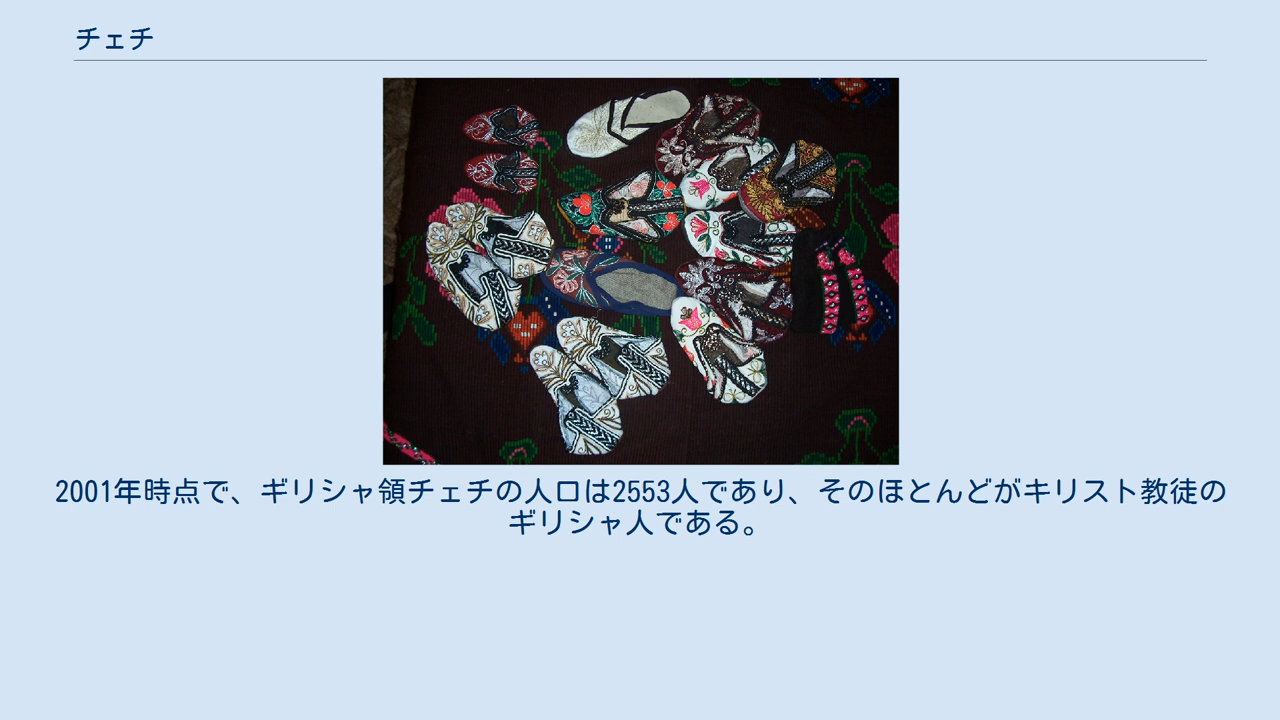 チェチ
2001年時点で、ギリシャ領チェチの人口は2553人であり、そのほとんどがキリスト教徒の
ギリシャ人である。